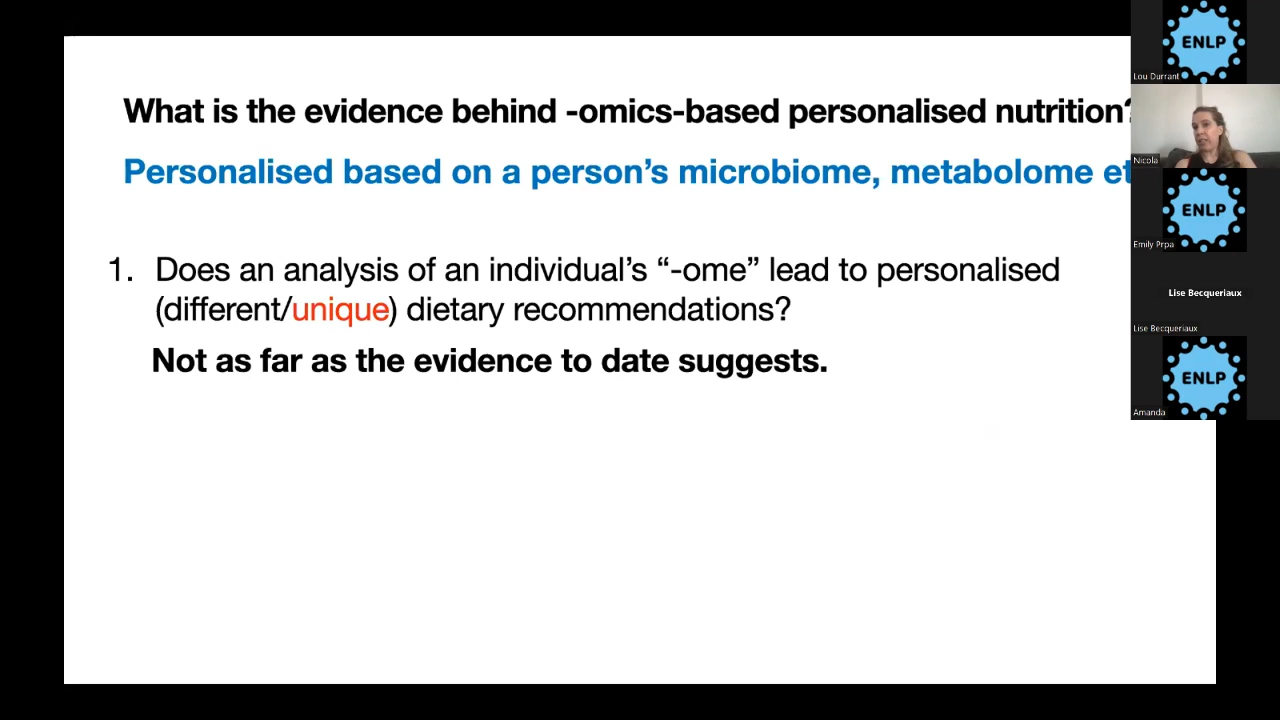 What is the evidence behind -omics-based personalised nutrition?
Personalised based on a person's microbiome, metabolome et
1. Does an analysis of an individual's “-ome” lead to personalised
(different/unique) dietary recommendations?
Not as far as the evidence to date suggests.
ENLP
Lou Durrant
Nicola
ENLP
Emily Prpa
Lise Becqueriaux
Lise Becqueriaux
ENLP
Amanda